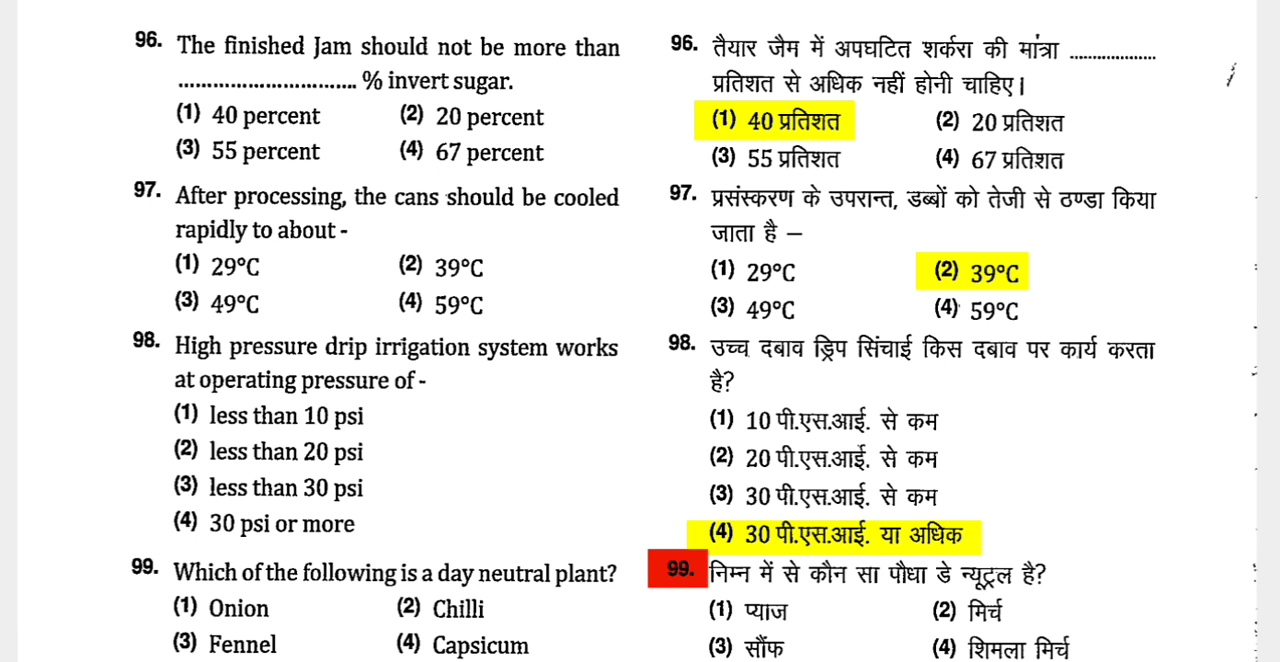 96. The finished Jam should not be more than
................................ % invert sugar.
(1) 40 percent (2) 20 percent
(3) 55 percent (4) 67 percent
97. After processing, the cans should be cooled
rapidly to about -
(1) 29°C (2) 39°C
(3) 49°C (4) 59°C
98. High pressure drip irrigation system works
at operating pressure of -
(1) less than 10 psi
(2) less than 20 psi
(3) less than 30 psi
(4) 30 psi or more
99. Which of the following is a day neutral plant?
(1) Onion (2) Chilli
(3) Fennel (4) Capsicum
96. तैयार जैम में अपघटित शर्करा की मांत्रा ..................
प्रतिशत से अधिक नहीं होनी चाहिए।
(1) 40 प्रतिशत (2) 20 प्रतिशत
(3) 55 प्रतिशत (4) 67 प्रतिशत
97. प्रसंस्करण के उपरान्त, डब्बों को तेजी से ठण्डा किया
जाता है –
(1) 29°C (2) 39°C
(3) 49°C (4) 59°C
98. उच्च दबाव ड्रिप सिंचाई किस दबाव पर कार्य करता
है?
(1) 10 पी.एस.आई. से कम
(2) 20 पी.एस.आई. से कम
(3) 30 पी.एस.आई. से कम
(4) 30 पी.एस.आई. या अधिक
99. निम्न में से कौन सा पौधा डे न्यूट्रल है?
(1) प्याज (2) मिर्च
(3) सौंफ (4) शिमला मिर्च